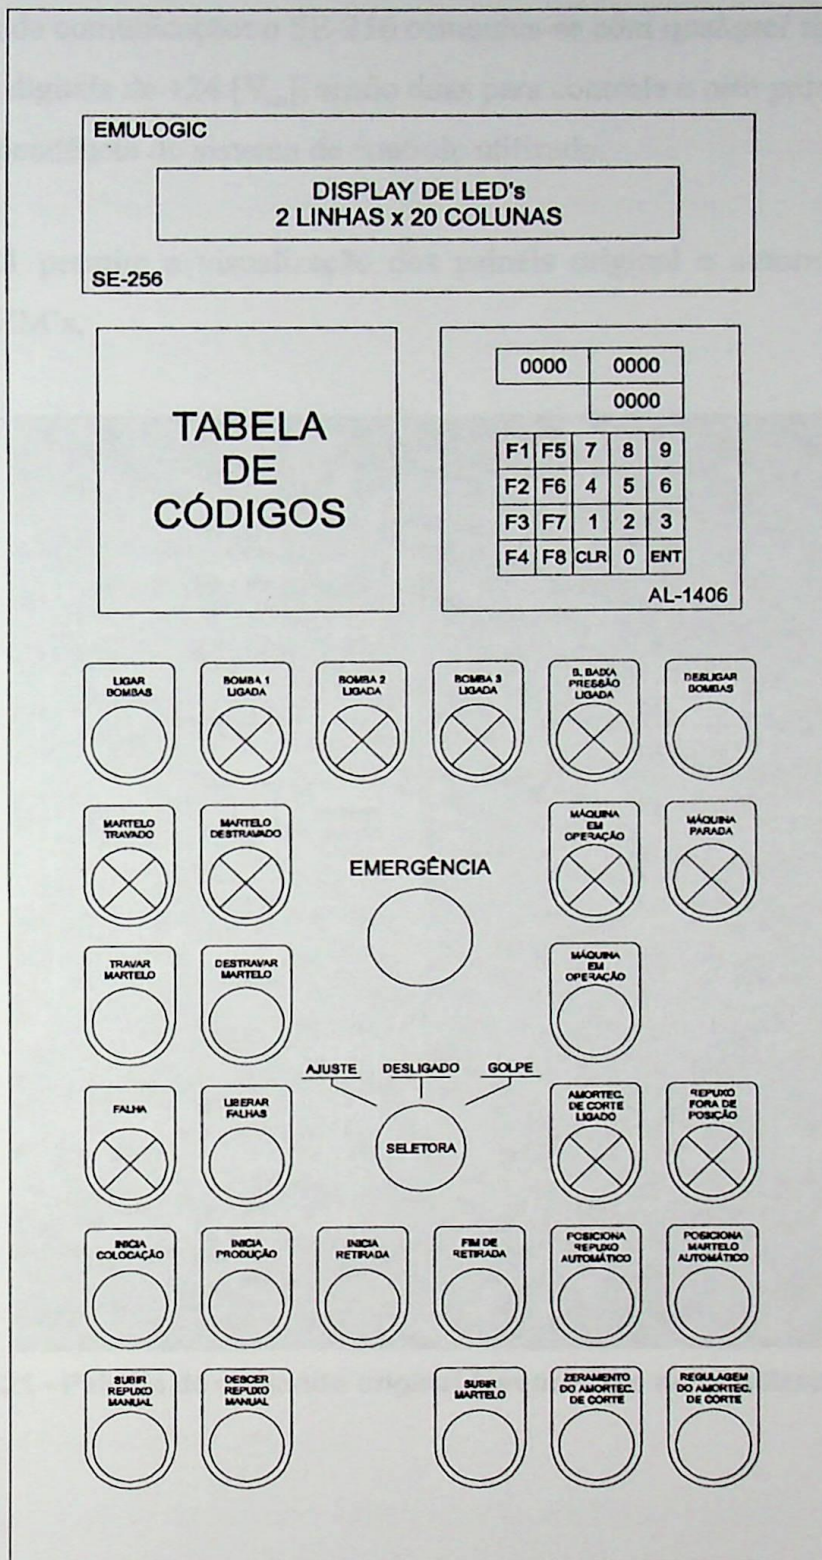 EMULOGIC
DISPLAY DE LED's
2 LINHAS x 20 COLUNAS
SE-256
TABELA
DE
CÓDIGOS
0000 0000
0000
F1 F5 7 8 9
F2 F6 4 5 6
F3 F7 1 2 3
F4 F8 CLR 0 ENT
AL-1406
LIGAR
BOMBAS
BOMBA 1
LIGADA
BOMBA 2
LIGADA
BOMBA 3
LIGADA
B. BAIXA
PRESSÃO
LIGADA
DESLIGAR
BOMBAS
MARTELO
TRAVADO
MARTELO
DESTRAVADO
EMERGÊNCIA
MÁQUINA
EM
OPERAÇÃO
MÁQUINA
PARADA
TRAVAR
MARTELO
DESTRAVAR
MARTELO
MÁQUINA
EM
OPERAÇÃO
AJUSTE DESLIGADO GOLPE
SELETORA
FALHA
LIBERAR
FALHAS
AMORTEC.
DE CORTE
LIGADO
REPUXO
FORA DE
POSIÇÃO
INICIA
COLOCAÇÃO
INICIA
PRODUÇÃO
INICIA
RETIRADA
FIM DE
RETIRADA
POSICIONA
REPUXO
AUTOMÁTICO
POSICIONA
MARTELO
AUTOMÁTICO
SUBIR
REPUXO
MANUAL
DESCER
REPUXO
MANUAL
SUBIR
MARTELO
ZERAMENTO
DO AMORTEC.
DE CORTE
REGULAGEM
DO AMORTEC.
DE CORTE